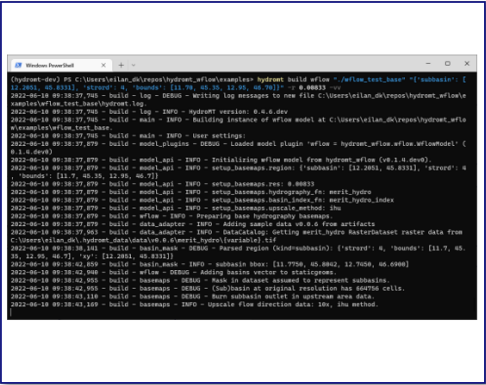 Windows PowerShell
(hydromt-dev) PS C:\Users\eilan_dk\repos\hydromt_wflow\examples> hydromt build wflow "./wflow_test_base" "{'subbasin': [
12.2051, 45.8331], 'strord': 4, 'bounds': [11.70, 45.35, 12.95, 46.70]}" -r 0.00833 -vv
2022-06-10 09:38:37,745 - build - log - DEBUG - Writing log messages to new file C:\Users\eilan_dk\repos\hydromt_wflow\e
xamples\wflow_test_base\hydromt.log.
2022-06-10 09:38:37,745 - build - log - INFO - HydroMT version: 0.4.6.dev
2022-06-10 09:38:37,745 - build - main - INFO - Building instance of wflow model at C:\Users\eilan_dk\repos\hydromt_wflo
w\examples\wflow_test_base.
2022-06-10 09:38:37,745 - build - main - INFO - User settings:
2022-06-10 09:38:37,879 - build - model_plugins - DEBUG - Loaded model plugin 'wflow = hydromt_wflow.wflow.WflowModel' (
0.1.4.dev0)
2022-06-10 09:38:37,879 - build - model_api - INFO - Initializing wflow model from hydromt_wflow (v0.1.4.dev0).
2022-06-10 09:38:37,879 - build - model_api - INFO - setup_basemaps.region: {'subbasin': [12.2051, 45.8331], 'strord': 4
, 'bounds': [11.7, 45.35, 12.95, 46.7]}
2022-06-10 09:38:37,879 - build - model_api - INFO - setup_basemaps.res: 0.00833
2022-06-10 09:38:37,879 - build - model_api - INFO - setup_basemaps.hydrography_fn: merit_hydro
2022-06-10 09:38:37,879 - build - model_api - INFO - setup_basemaps.basin_index_fn: merit_hydro_index
2022-06-10 09:38:37,879 - build - model_api - INFO - setup_basemaps.upscale_method: ihu
2022-06-10 09:38:37,879 - build - wflow - INFO - Preparing base hydrography basemaps.
2022-06-10 09:38:37,879 - build - data_adapter - INFO - Adding sample data v0.0.6 from artifacts
2022-06-10 09:38:37,963 - build - data_adapter - INFO - DataCatalog: Getting merit_hydro RasterDataset raster data from
C:\Users\eilan_dk\.hydromt_data\data\v0.0.6\merit_hydro\{variable}.tif
2022-06-10 09:38:38,141 - build - basin_mask - DEBUG - Parsed region (kind=subbasin): {'strord': 4, 'bounds': [11.7, 45.
35, 12.95, 46.7], 'xy': [12.2051, 45.8331]}
2022-06-10 09:38:42,859 - build - basin_mask - INFO - subbasin bbox: [11.7750, 45.8042, 12.7450, 46.6900]
2022-06-10 09:38:42,940 - build - wflow - DEBUG - Adding basins vector to staticgeoms.
2022-06-10 09:38:42,955 - build - basemaps - DEBUG - Mask in dataset assumed to represent subbasins.
2022-06-10 09:38:42,955 - build - basemaps - DEBUG - (Sub)basin at original resolution has 664756 cells.
2022-06-10 09:38:43,110 - build - basemaps - DEBUG - Burn subbasin outlet in upstream area data.
2022-06-10 09:38:43,169 - build - basemaps - INFO - Upscale flow direction data: 10x, ihu method.